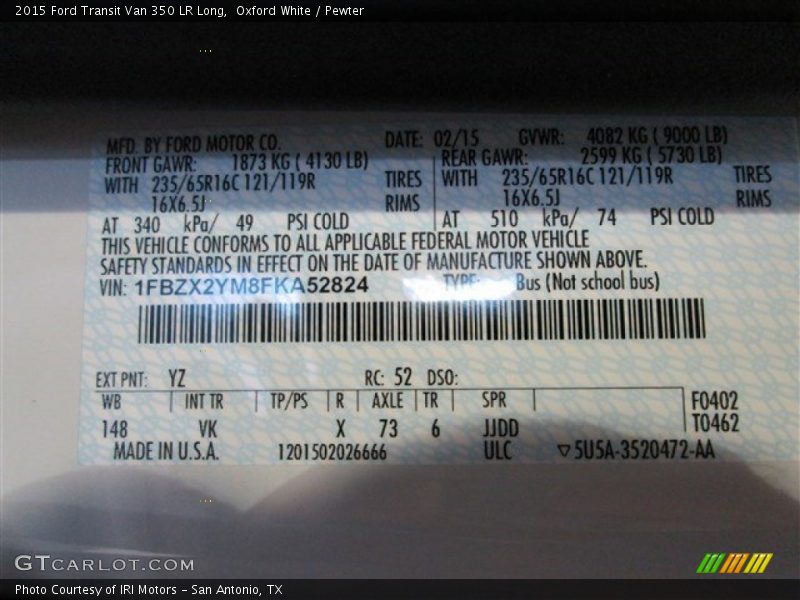 2015 Ford Transit Van 350 LR Long,  Oxford White / Pewter
MFD. BY FORD MOTOR CO. DATE: 02/15 GVWR: 4082 KG ( 9000 LB)
FRONT GAWR: 1873 KG ( 4130 LB) REAR GAWR: 2599 KG ( 5730 LB)
WITH 235/65R16C 121/119R TIRES WITH 235/65R16C 121/119R TIRES
16X6.5J RIMS 16X6.5J RIMS
AT 340 kPa/ 49 PSI COLD AT 510 kPa/ 74 PSI COLD
THIS VEHICLE CONFORMS TO ALL APPLICABLE FEDERAL MOTOR VEHICLE
SAFETY STANDARDS IN EFFECT ON THE DATE OF MANUFACTURE SHOWN ABOVE.
VIN: 1FBZX2YM8FKA52824 TYPE: Bus (Not school bus)
EXT PNT: YZ RC: 52 DSO:
WB INT TR TP/PS R AXLE TR SPR F0402
148 VK X 73 6 JJDD T0462
MADE IN U.S.A. 1201502026666 ULC ▽5U5A-3520472-AA
GTCARLOT.COM
Photo Courtesy of IRI Motors – San Antonio, TX